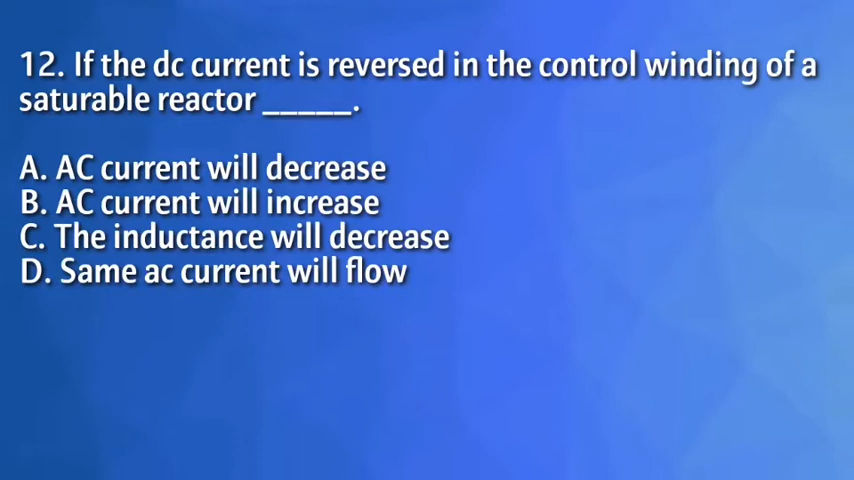 12. If the dc current is reversed in the control winding of a
saturable reactor _____.
A. AC current will decrease
B. AC current will increase
C. The inductance will decrease
D. Same ac current will flow